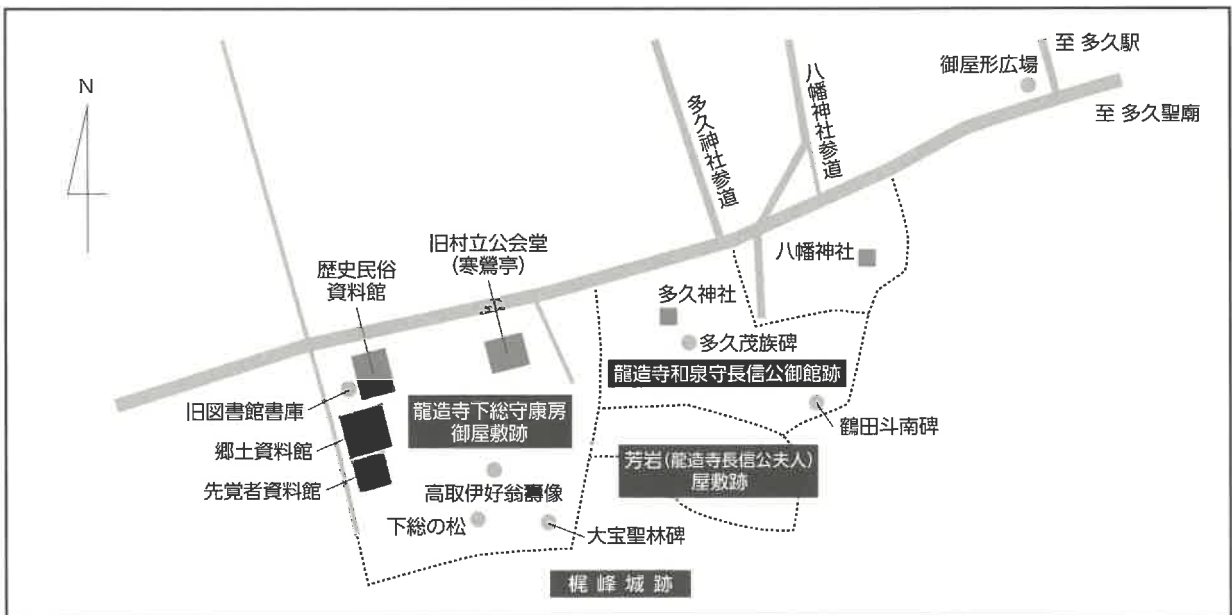 N
至 多久駅
御屋形広場
至 多久聖廟
八幡神社参道
多久神社参道
旧村立公会堂
（寒鶯亭）
歴史民俗
資料館
八幡神社
多久神社
多久茂族碑
龍造寺和泉守長信公御館跡
旧図書館書庫
龍造寺下総守康房
御屋敷跡
鶴田斗南碑
郷土資料館
芳岩（龍造寺長信公夫人）
屋敷跡
先覚者資料館
高取伊好翁壽像
下総の松
大宝聖林碑
梶峰城跡